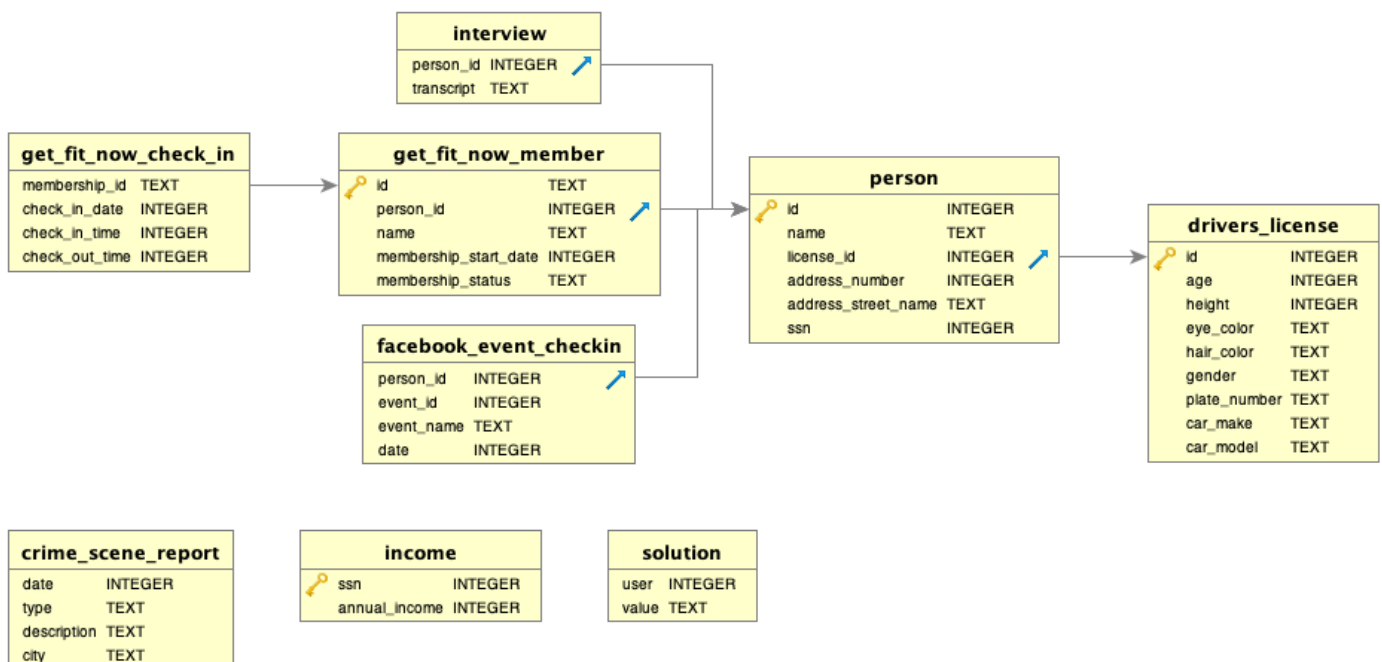 interview
person_id INTEGER
transcript TEXT
get_fit_now_check_in
membership_id TEXT
check_in_date INTEGER
check_in_time INTEGER
check_out_time INTEGER
get_fit_now_member
id TEXT
person_id INTEGER
name TEXT
membership_start_date INTEGER
membership_status TEXT
person
id INTEGER
name TEXT
license_id INTEGER
address_number INTEGER
address_street_name TEXT
ssn INTEGER
drivers_license
id INTEGER
age INTEGER
height INTEGER
eye_color TEXT
hair_color TEXT
gender TEXT
plate_number TEXT
car_make TEXT
car_model TEXT
facebook_event_checkin
person_id INTEGER
event_id INTEGER
event_name TEXT
date INTEGER
crime_scene_report
date INTEGER
type TEXT
description TEXT
city TEXT
income
ssn INTEGER
annual_income INTEGER
solution
user INTEGER
value TEXT